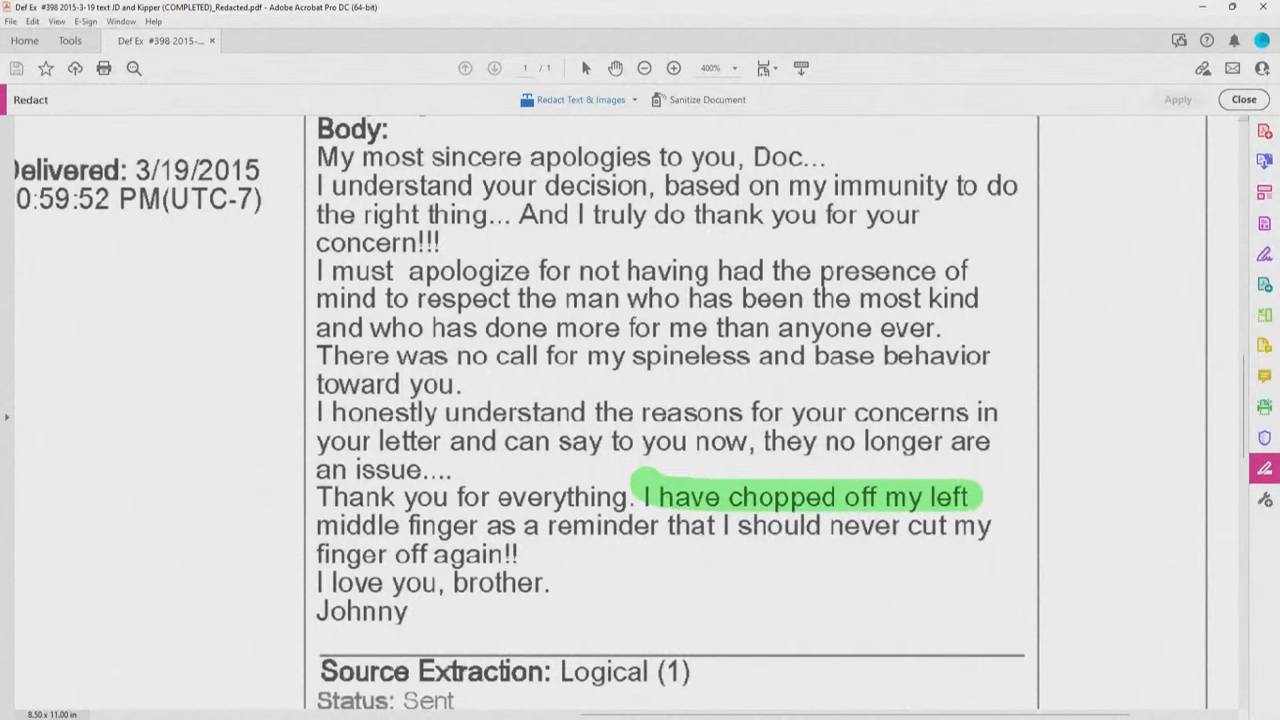 Def Ex #398 2015-3-19 text JD and Kipper (COMPLETED)_Redacted.pdf - Adobe Acrobat Pro DC (64-bit)
File Edit View E-Sign Window Help
Home Tools Def Ex #398 2015-... ×
1 / 1 400%
Redact Redact Text & Images Sanitize Document Apply Close
Delivered: 3/19/2015
0:59:52 PM(UTC-7)
Body:
My most sincere apologies to you, Doc...
I understand your decision, based on my immunity to do
the right thing... And I truly do thank you for your
concern!!!
I must apologize for not having had the presence of
mind to respect the man who has been the most kind
and who has done more for me than anyone ever.
There was no call for my spineless and base behavior
toward you.
I honestly understand the reasons for your concerns in
your letter and can say to you now, they no longer are
an issue....
Thank you for everything. I have chopped off my left
middle finger as a reminder that I should never cut my
finger off again!!
I love you, brother.
Johnny
Source Extraction: Logical (1)
Status: Sent
8.50 x 11.00 in